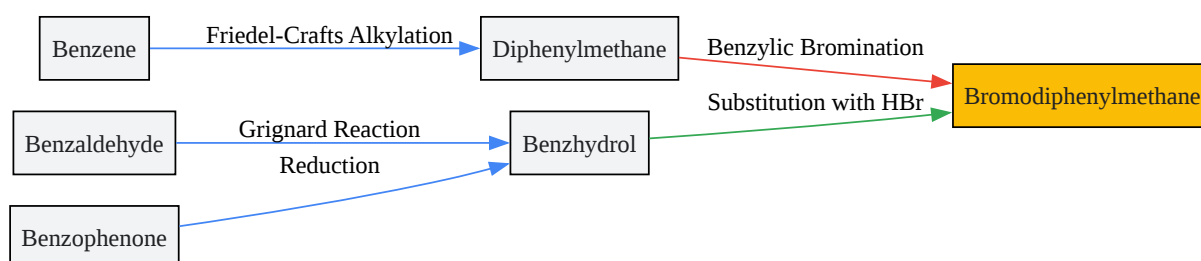 Benzene
Friedel-Crafts Alkylation
Diphenylmethane
Benzylic Bromination
Bromodiphenylmethane
Substitution with HBr
Benzaldehyde
Grignard Reaction
Benzhydrol
Reduction
Benzophenone